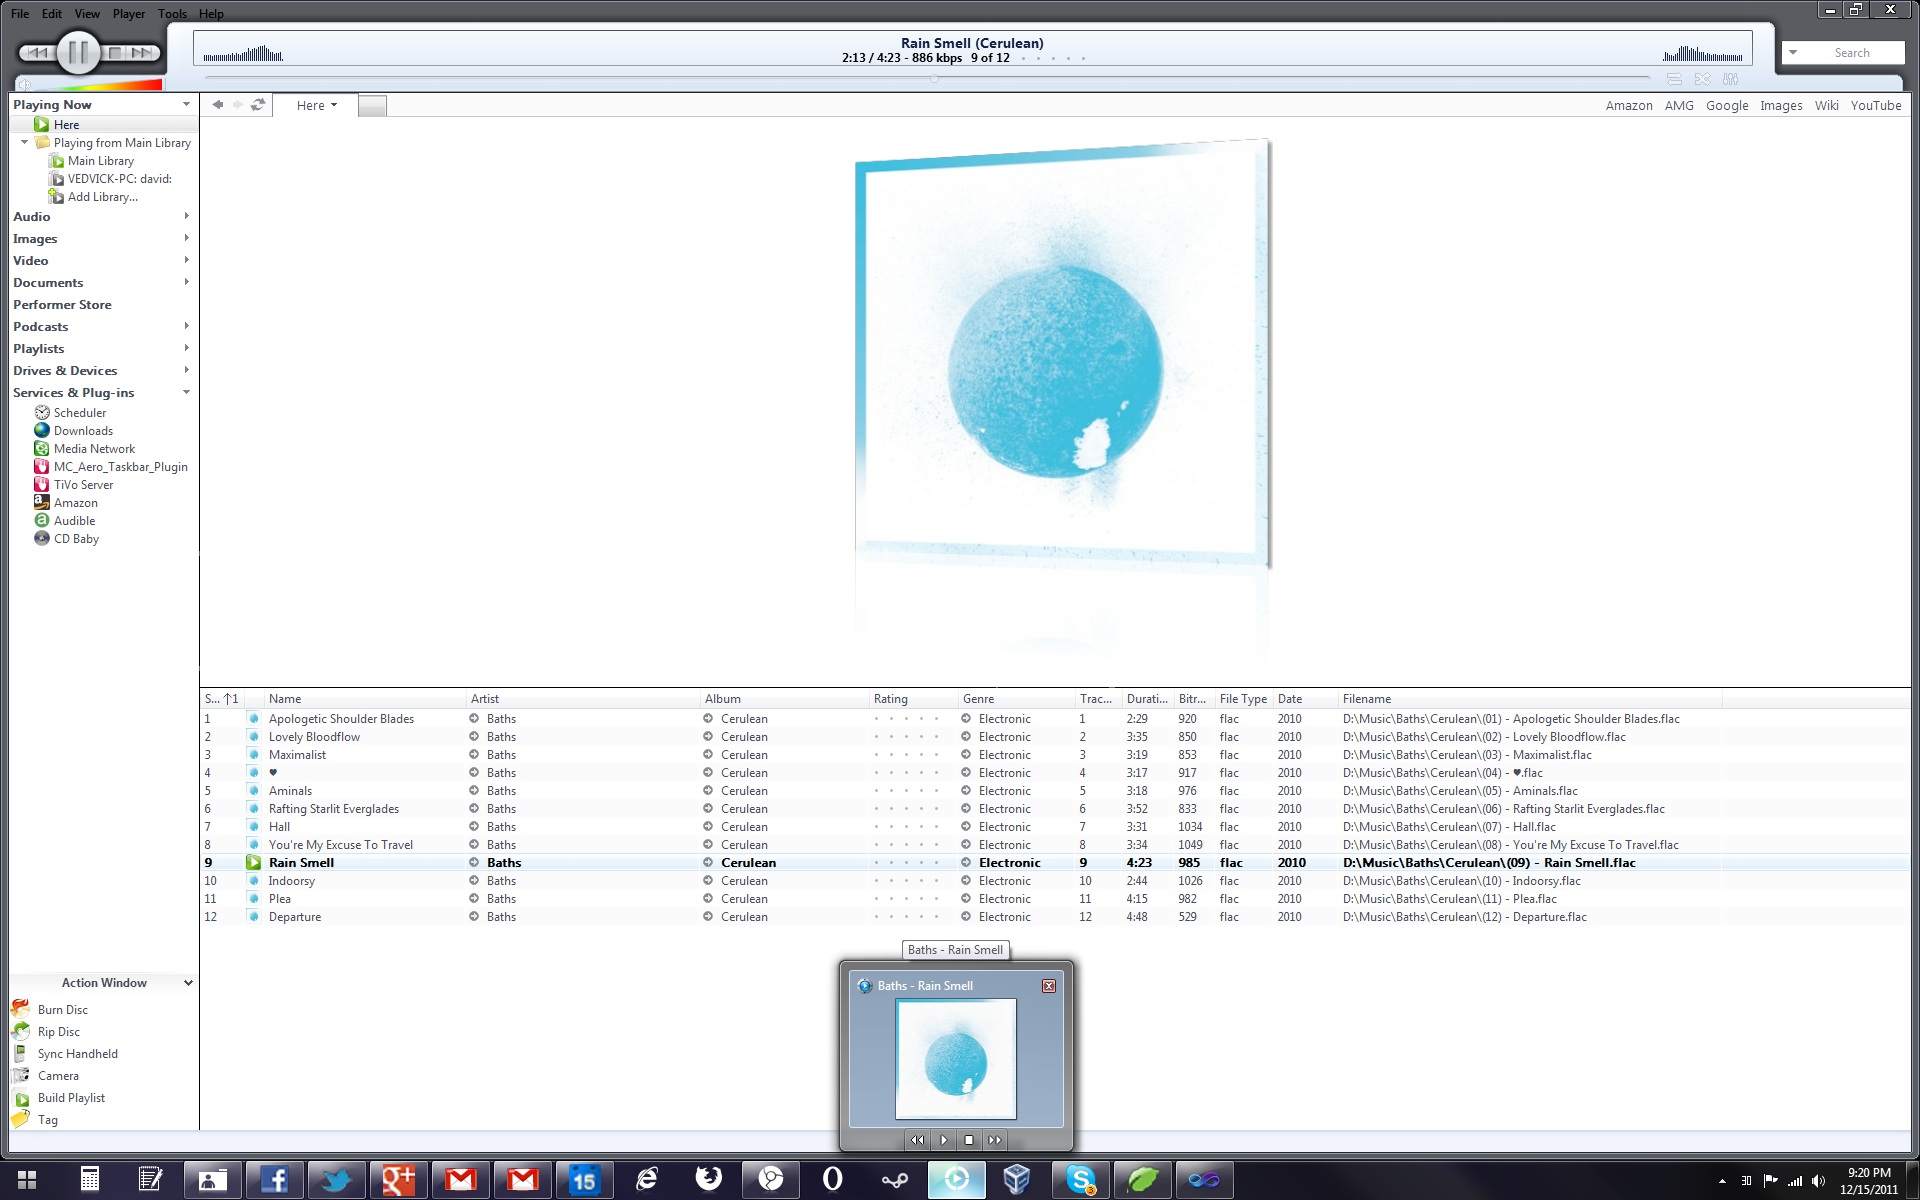 File Edit View Player Tools Help
Rain Smell (Cerulean)
2:13 / 4:23 - 886 kbps 9 of 12
Search
Playing Now
Here
Playing from Main Library
Main Library
VEDVICK-PC: david:
Add Library...
Audio
Images
Video
Documents
Performer Store
Podcasts
Playlists
Drives & Devices
Services & Plug-ins
Scheduler
Downloads
Media Network
MC_Aero_Taskbar_Plugin
TiVo Server
Amazon
Audible
CD Baby
Here
Amazon AMG Google Images Wiki YouTube
S... 1 Name Artist Album Rating Genre Trac... Durati... Bitr... File Type Date Filename
1 Apologetic Shoulder Blades Baths Cerulean Electronic 1 2:29 920 flac 2010 D:\Music\Baths\Cerulean\(01) - Apologetic Shoulder Blades.flac
2 Lovely Bloodflow Baths Cerulean Electronic 2 3:35 850 flac 2010 D:\Music\Baths\Cerulean\(02) - Lovely Bloodflow.flac
3 Maximalist Baths Cerulean Electronic 3 3:19 853 flac 2010 D:\Music\Baths\Cerulean\(03) - Maximalist.flac
4 ♥ Baths Cerulean Electronic 4 3:17 917 flac 2010 D:\Music\Baths\Cerulean\(04) - ♥.flac
5 Aminals Baths Cerulean Electronic 5 3:18 976 flac 2010 D:\Music\Baths\Cerulean\(05) - Aminals.flac
6 Rafting Starlit Everglades Baths Cerulean Electronic 6 3:52 833 flac 2010 D:\Music\Baths\Cerulean\(06) - Rafting Starlit Everglades.flac
7 Hall Baths Cerulean Electronic 7 3:31 1034 flac 2010 D:\Music\Baths\Cerulean\(07) - Hall.flac
8 You're My Excuse To Travel Baths Cerulean Electronic 8 3:34 1049 flac 2010 D:\Music\Baths\Cerulean\(08) - You're My Excuse To Travel.flac
9 Rain Smell Baths Cerulean Electronic 9 4:23 985 flac 2010 D:\Music\Baths\Cerulean\(09) - Rain Smell.flac
10 Indoorsy Baths Cerulean Electronic 10 2:44 1026 flac 2010 D:\Music\Baths\Cerulean\(10) - Indoorsy.flac
11 Plea Baths Cerulean Electronic 11 4:15 982 flac 2010 D:\Music\Baths\Cerulean\(11) - Plea.flac
12 Departure Baths Cerulean Electronic 12 4:48 529 flac 2010 D:\Music\Baths\Cerulean\(12) - Departure.flac
Baths - Rain Smell
Baths - Rain Smell
Action Window
Burn Disc
Rip Disc
Sync Handheld
Camera
Build Playlist
Tag
15
3
9:20 PM
12/15/2011